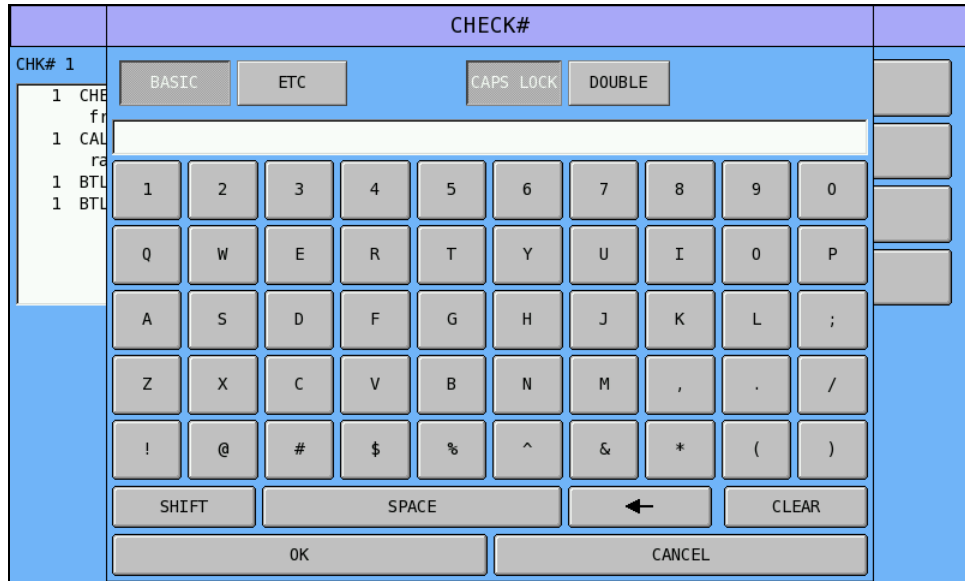 CHECK#
CHK# 1
BASIC ETC CAPS LOCK DOUBLE
1 CHE
fr
1 CAL
ra
1 BTL
1 BTL
1 2 3 4 5 6 7 8 9 0
Q W E R T Y U I O P
A S D F G H J K L ;
Z X C V B N M , . /
! @ # $ % ^ & * ( )
SHIFT SPACE ← CLEAR
OK CANCEL